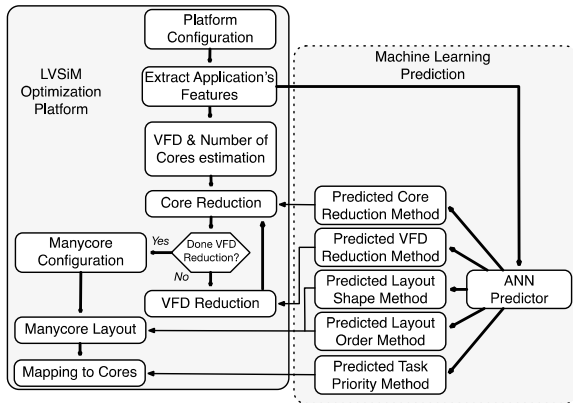 LVSiM
Optimization
Platform
Platform
Configuration
Extract Application's
Features
VFD & Number of
Cores estimation
Core Reduction
Done VFD
Reduction?
Yes
No
Manycore
Configuration
VFD Reduction
Manycore Layout
Mapping to Cores
Machine Learning
Prediction
Predicted Core
Reduction Method
Predicted VFD
Reduction Method
Predicted Layout
Shape Method
Predicted Layout
Order Method
Predicted Task
Priority Method
ANN
Predictor